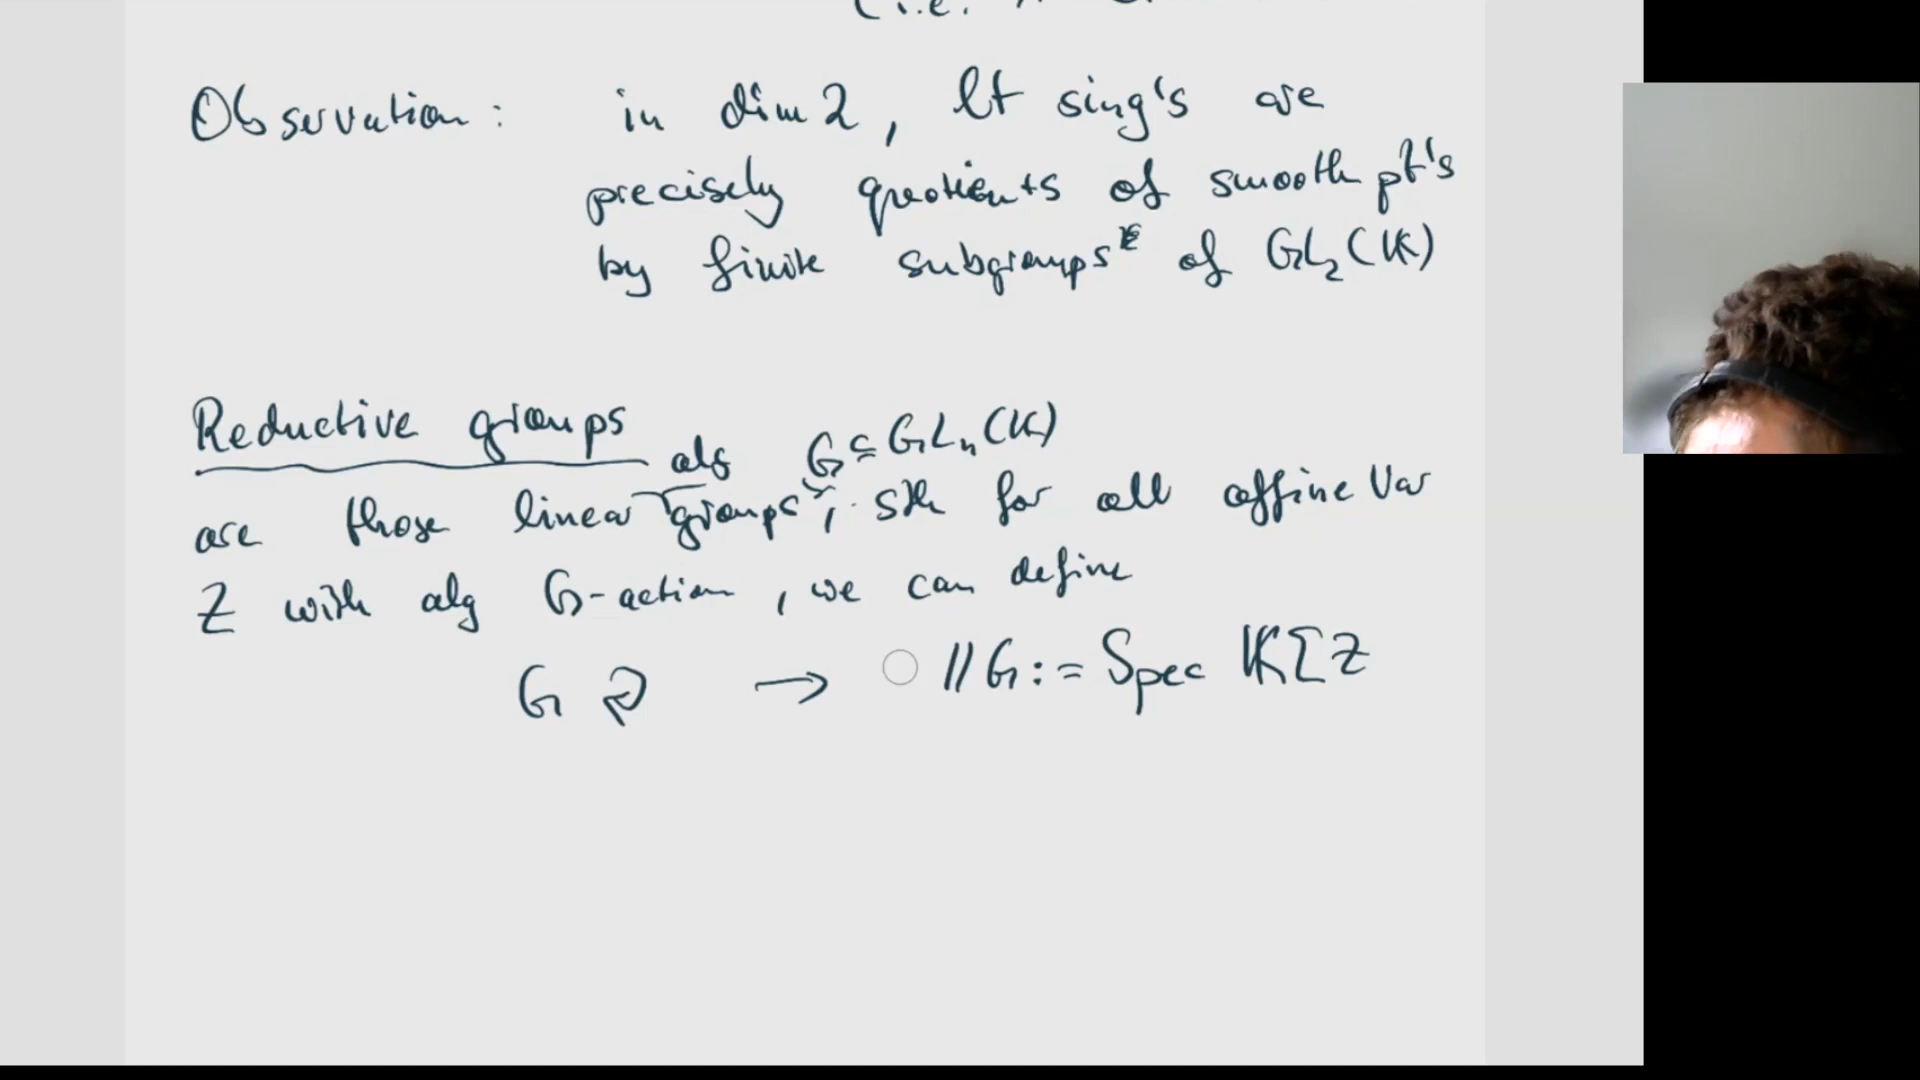 (i.e.
Observation: in dim 2, lt sing's are
precisely quotients of smooth pt's
by finite subgroups of GL₂(K)
Reductive groups
are those linear alg groups, G ⊆ GLₙ(K) sth for all affine Var
Z with alg G-action, we can define
G → //G := Spec K[Z